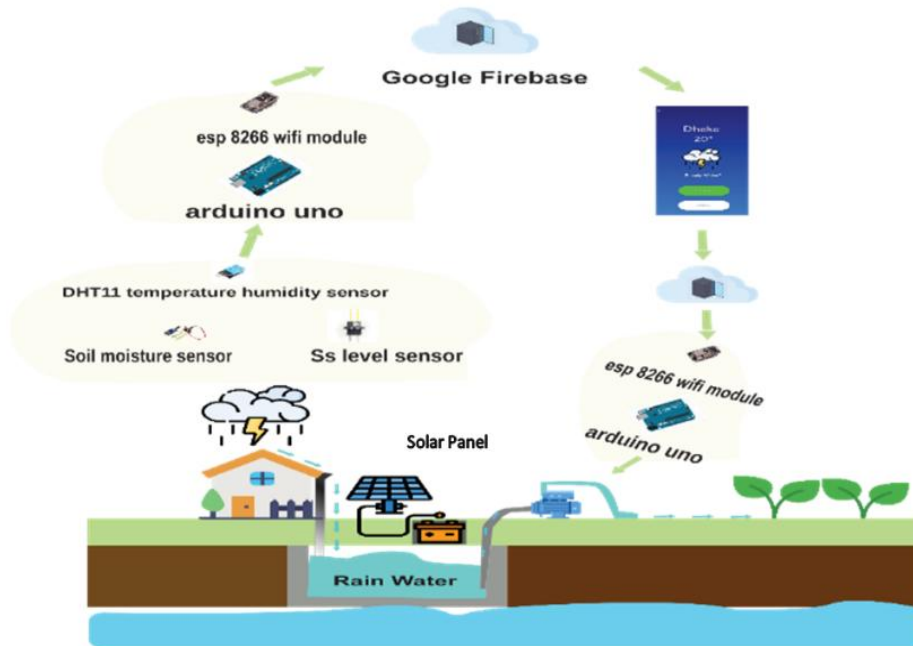 Google Firebase
esp 8266 wifi module
arduino uno
Dhaka
20°
DHT11 temperature humidity sensor
Soil moisture sensor
Ss level sensor
esp 8266 wifi module
arduino uno
Solar Panel
Rain Water